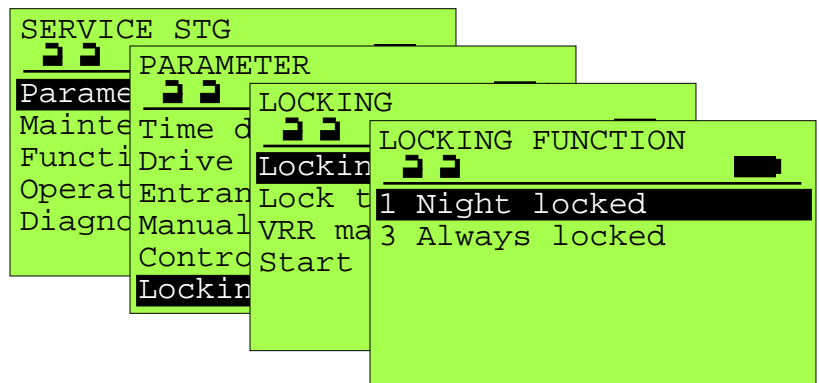 SERVICE STG
Parame
Mainte
Functi
Operat
Diagno
PARAMETER
Time d
Drive
Entran
Manual
Contro
Lockin
LOCKING
Lockin
Lock t
VRR ma
Start
LOCKING FUNCTION
1 Night locked
3 Always locked